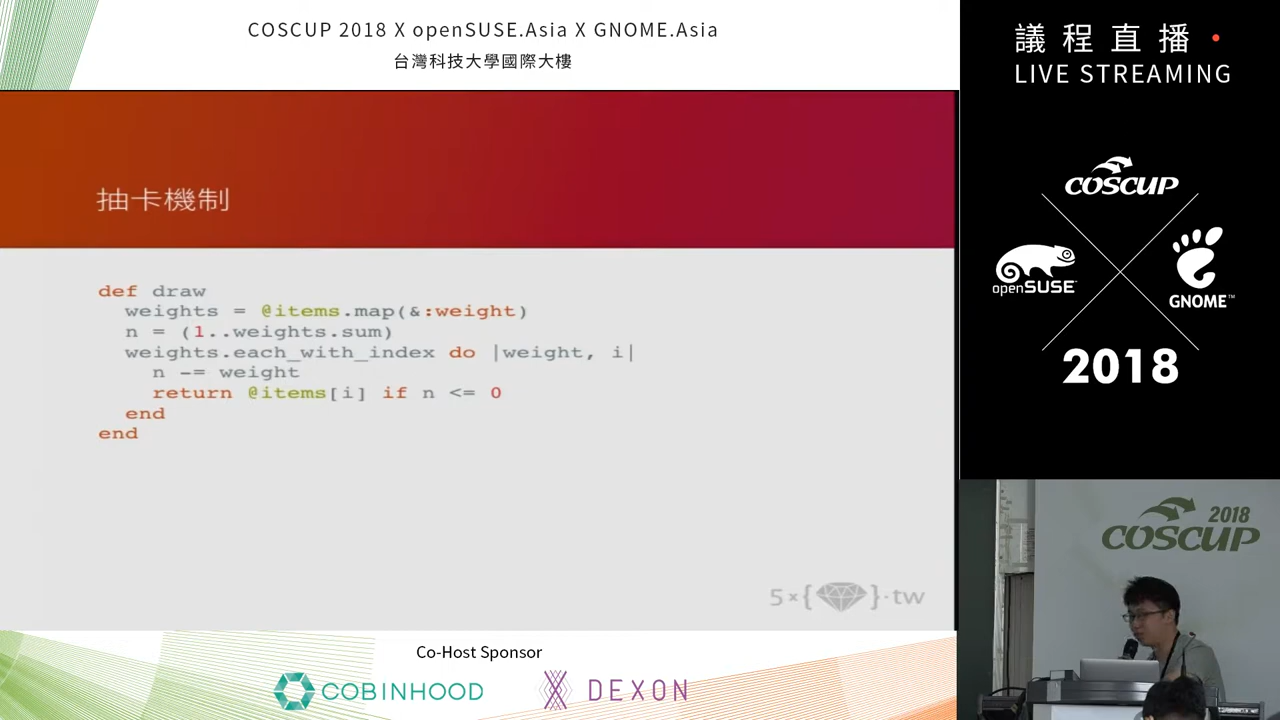 COSCUP 2018 X openSUSE.Asia X GNOME.Asia
台灣科技大學國際大樓
議程直播
LIVE STREAMING
抽卡機制
def draw
  weights = @items.map(&:weight)
  n = (1..weights.sum)
  weights.each_with_index do |weight, i|
    n -= weight
    return @items[i] if n <= 0
  end
end
5×{}·tw
COSCUP
openSUSE
GNOME™
2018
2018
COSCUP
Co-Host Sponsor
COBINHOOD
DEXON